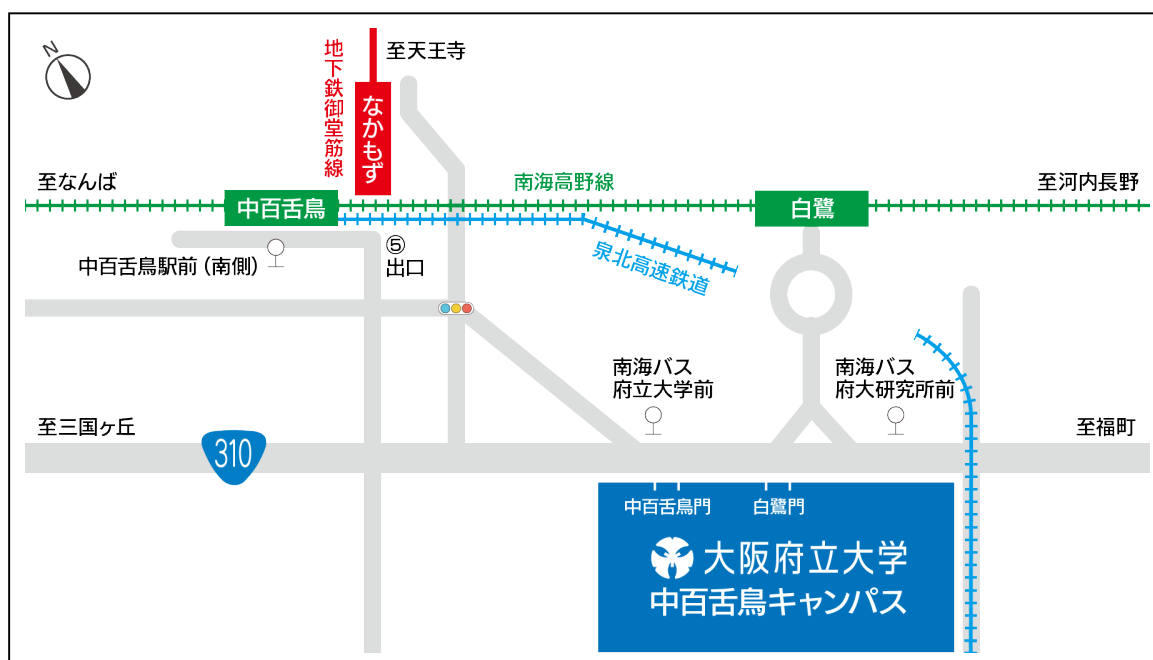 N
地下鉄御堂筋線
なかもず
至天王寺
至なんば
中百舌鳥
南海高野線
白鷺
至河内長野
中百舌鳥駅前(南側)
⑤
出口
泉北高速鉄道
南海バス
府立大学前
南海バス
府大研究所前
至三国ヶ丘
310
至福町
中百舌鳥門
白鷺門
大阪府立大学
中百舌鳥キャンパス